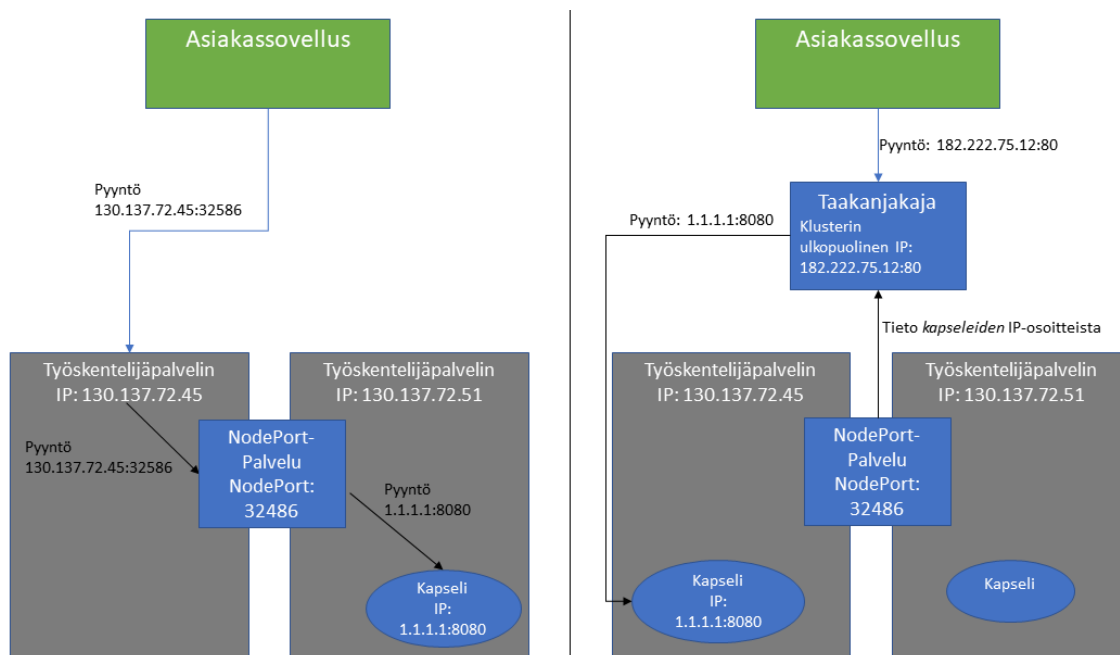 Asiakassovellus
Pyyntö
130.137.72.45:32586
Työskentelijäpalvelin
IP: 130.137.72.45
Työskentelijäpalvelin
IP: 130.137.72.51
Pyyntö
130.137.72.45:32586
NodePort-
Palvelu
NodePort:
32486
Pyyntö
1.1.1.1:8080
Kapseli
IP:
1.1.1.1:8080
Asiakassovellus
Pyyntö: 182.222.75.12:80
Taakanjakaja
Klusterin
ulkopuolinen IP:
182.222.75.12:80
Pyyntö: 1.1.1.1:8080
Tieto kapseleiden IP-osoitteista
Työskentelijäpalvelin
IP: 130.137.72.45
Työskentelijäpalvelin
IP: 130.137.72.51
NodePort-
Palvelu
NodePort:
32486
Kapseli
IP:
1.1.1.1:8080
Kapseli